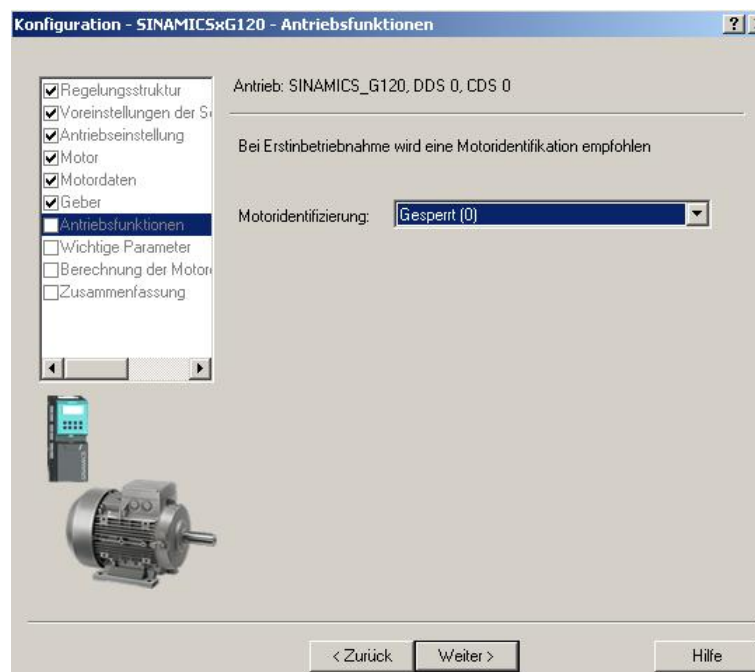 Konfiguration - SINAMICSxG120 - Antriebsfunktionen
Regelungsstruktur
Voreinstellungen der S
Antriebseinstellung
Motor
Motordaten
Geber
Antriebsfunktionen
Wichtige Parameter
Berechnung der Motor
Zusammenfassung
Antrieb: SINAMICS_G120, DDS 0, CDS 0
Bei Erstinbetriebnahme wird eine Motoridentifikation empfohlen
Motoridentifizierung:
Gesperrt (0)
SINAMICS
< Zurück
Weiter >
Hilfe